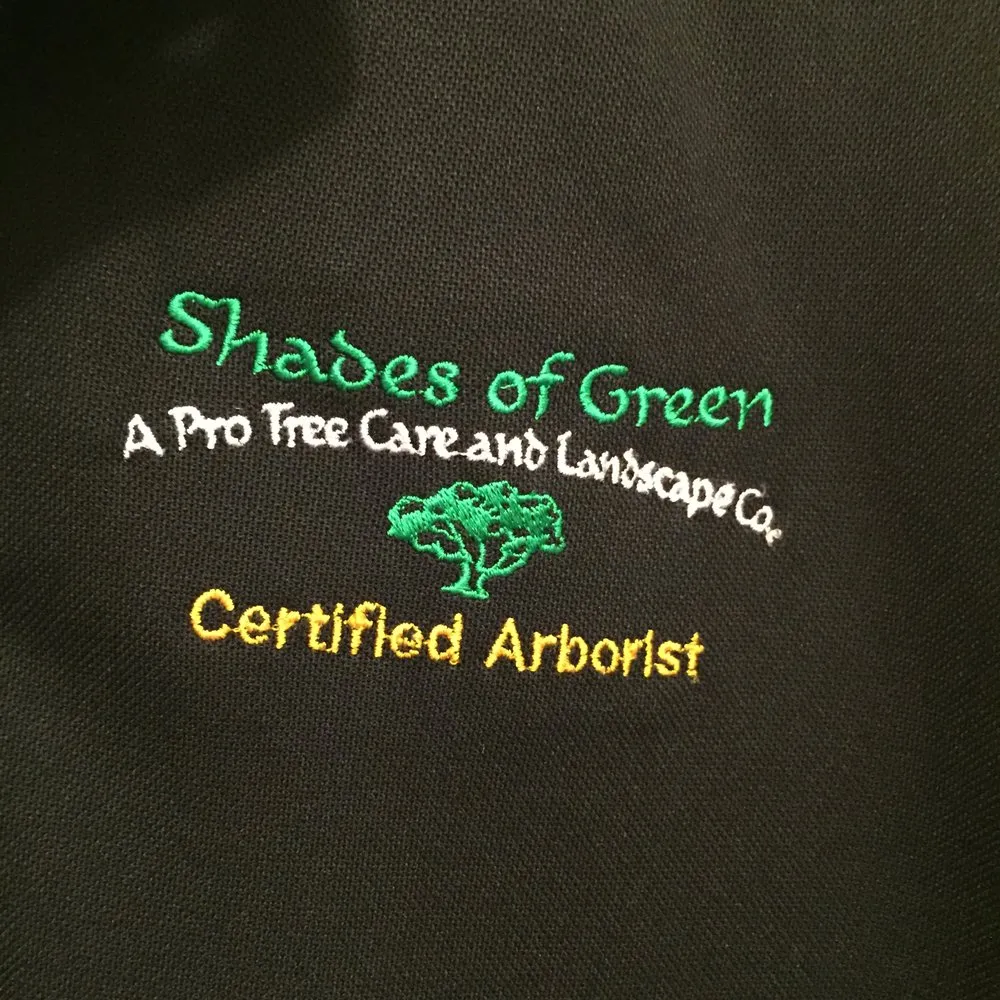 Shades of Green
A Pro Tree Care and Landscape Co.
Certified Arborist